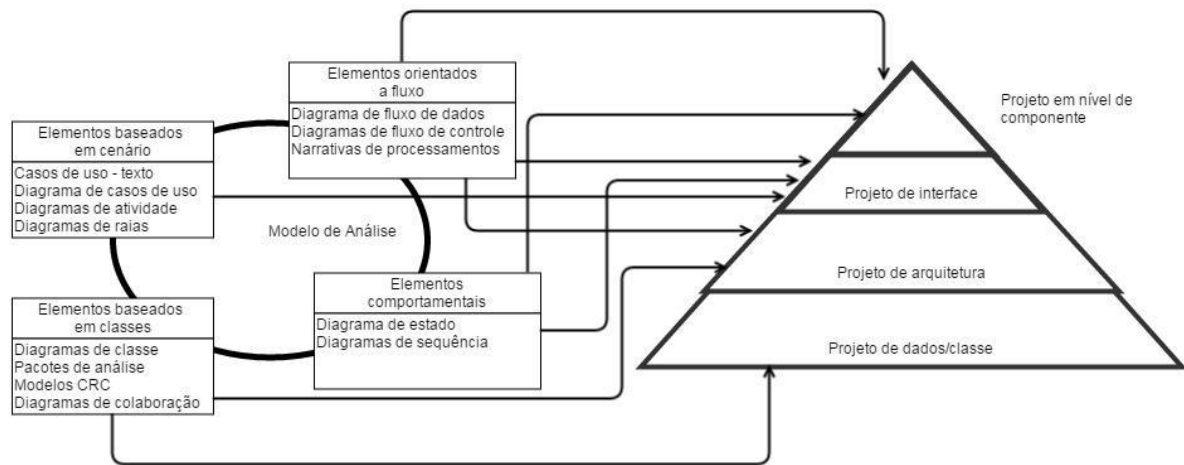 Elementos orientados
a fluxo
Diagrama de fluxo de dados
Diagramas de fluxo de controle
Narrativas de processamentos
Elementos baseados
em cenário
Casos de uso - texto
Diagrama de casos de uso
Diagramas de atividade
Diagramas de raias
Modelo de Análise
Elementos
comportamentais
Diagrama de estado
Diagramas de sequência
Elementos baseados
em classes
Diagramas de classe
Pacotes de análise
Modelos CRC
Diagramas de colaboração
Projeto em nível de
componente
Projeto de interface
Projeto de arquitetura
Projeto de dados/classe